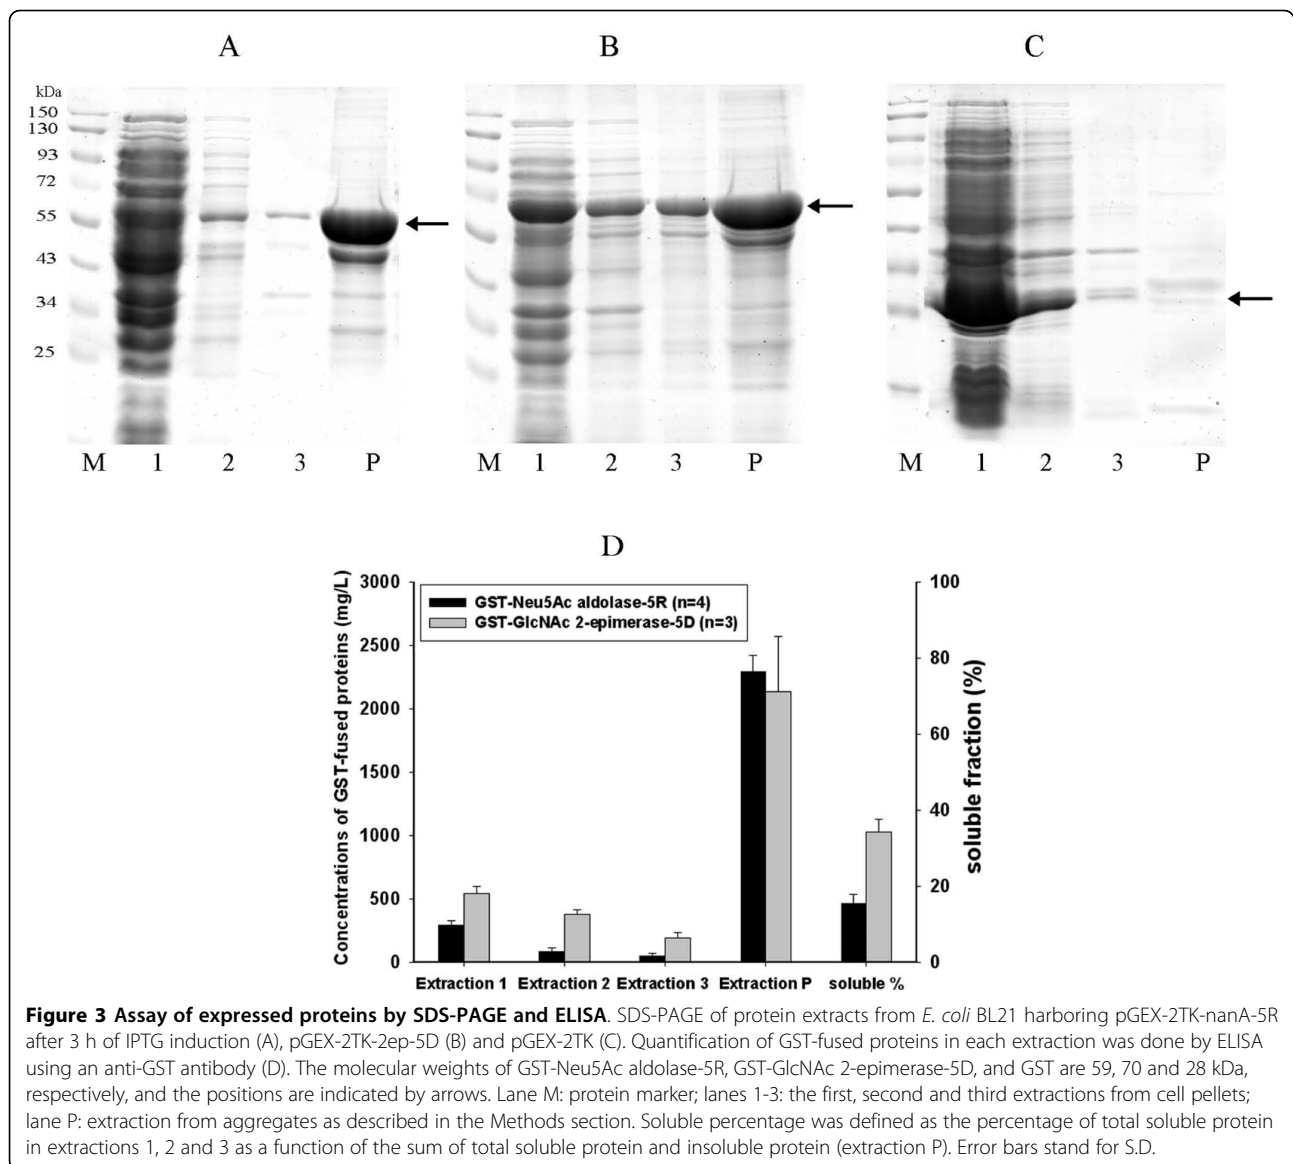 A
B
C
kDa
150
130
93
72
55
43
34
25
M 1 2 3 P
M 1 2 3 P
M 1 2 3 P
D
Concentrations of GST-fused proteins (mg/L)
3000
2500
2000
1500
1000
500
0
GST-Neu5Ac aldolase-5R (n=4)
GST-GlcNAc 2-epimerase-5D (n=3)
100
80
60
40
20
0
soluble fraction (%)
Extraction 1 Extraction 2 Extraction 3 Extraction P soluble %
Figure 3 Assay of expressed proteins by SDS-PAGE and ELISA. SDS-PAGE of protein extracts from E. coli BL21 harboring pGEX-2TK-nanA-5R
after 3 h of IPTG induction (A), pGEX-2TK-2ep-5D (B) and pGEX-2TK (C). Quantification of GST-fused proteins in each extraction was done by ELISA
using an anti-GST antibody (D). The molecular weights of GST-Neu5Ac aldolase-5R, GST-GlcNAc 2-epimerase-5D, and GST are 59, 70 and 28 kDa,
respectively, and the positions are indicated by arrows. Lane M: protein marker; lanes 1-3: the first, second and third extractions from cell pellets;
lane P: extraction from aggregates as described in the Methods section. Soluble percentage was defined as the percentage of total soluble protein
in extractions 1, 2 and 3 as a function of the sum of total soluble protein and insoluble protein (extraction P). Error bars stand for S.D.